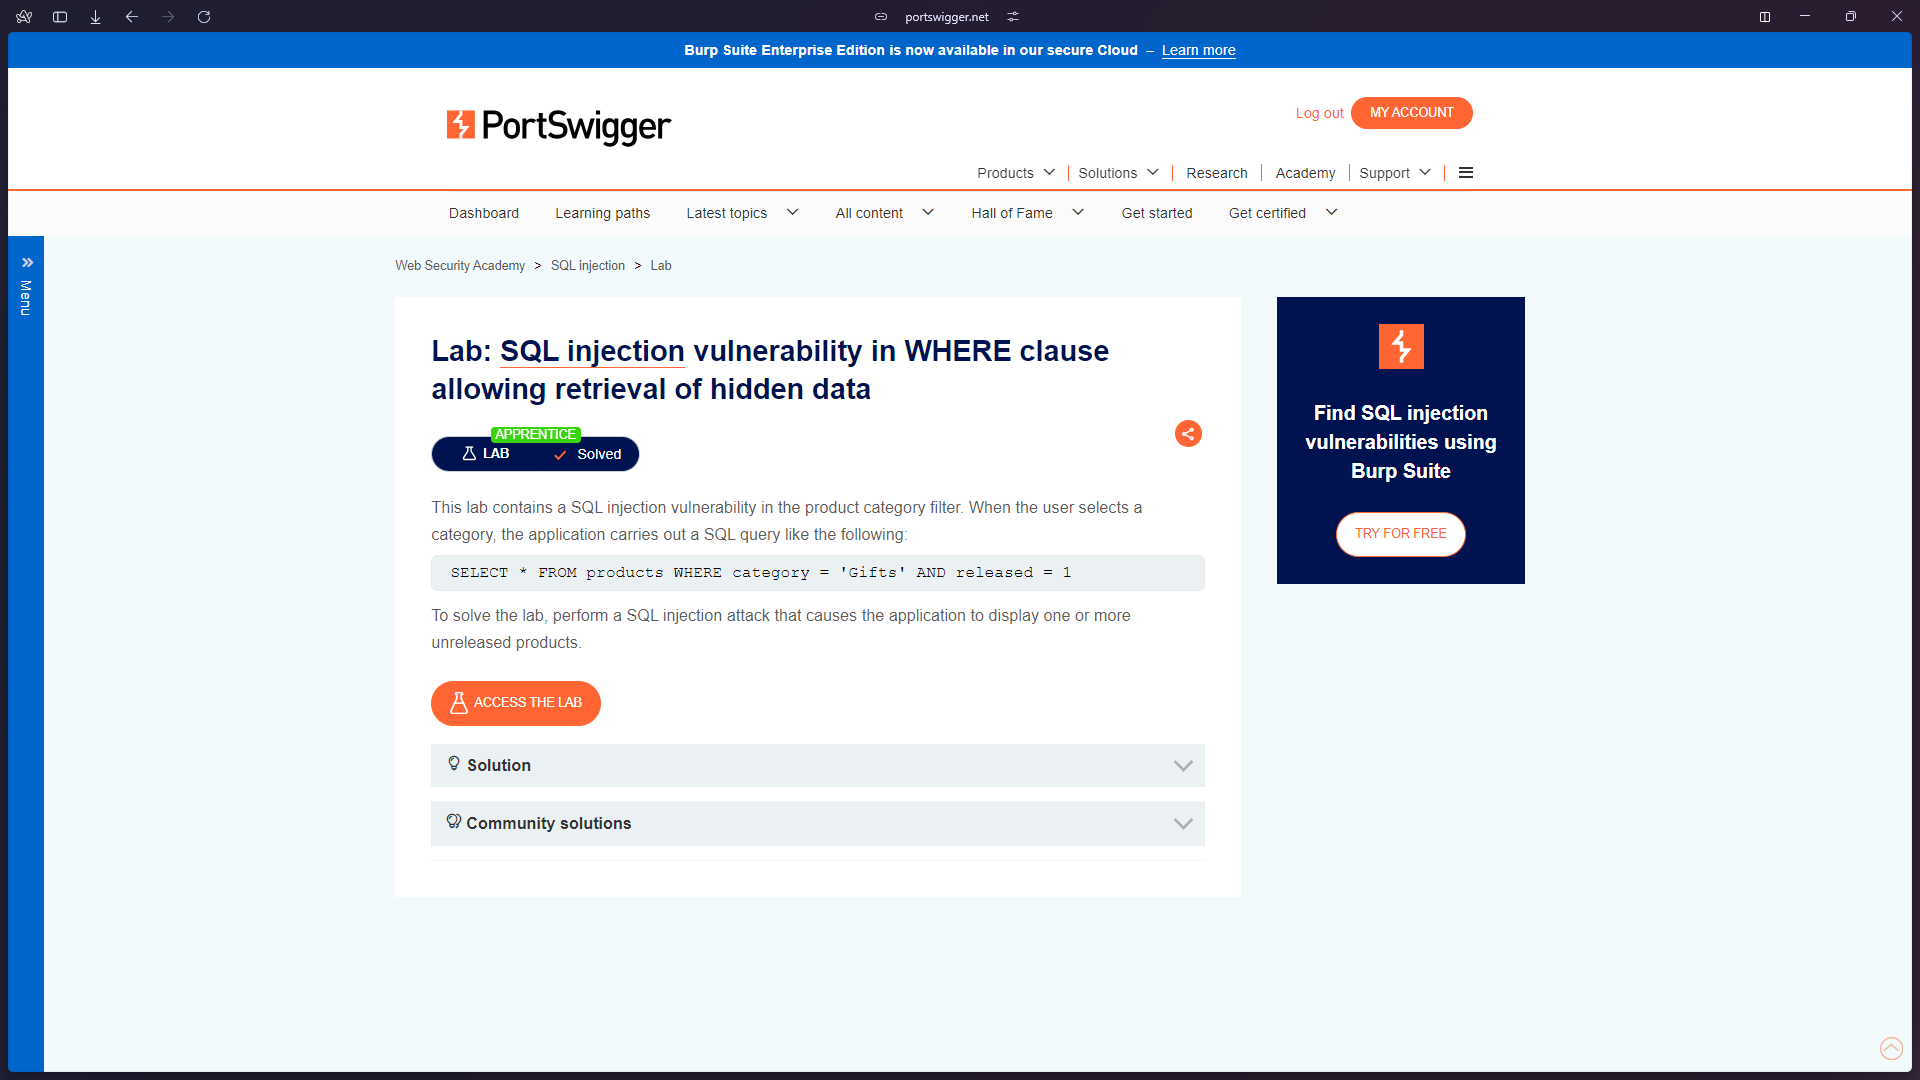 portswigger.net
Burp Suite Enterprise Edition is now available in our secure Cloud – Learn more
PortSwigger
Log out
MY ACCOUNT
Products
Solutions
Research
Academy
Support
Dashboard
Learning paths
Latest topics
All content
Hall of Fame
Get started
Get certified
Menu
Web Security Academy > SQL injection > Lab
Lab: SQL injection vulnerability in WHERE clause
allowing retrieval of hidden data
APPRENTICE
LAB
Solved
This lab contains a SQL injection vulnerability in the product category filter. When the user selects a
category, the application carries out a SQL query like the following:
SELECT * FROM products WHERE category = 'Gifts' AND released = 1
To solve the lab, perform a SQL injection attack that causes the application to display one or more
unreleased products.
ACCESS THE LAB
Solution
Community solutions
Find SQL injection
vulnerabilities using
Burp Suite
TRY FOR FREE